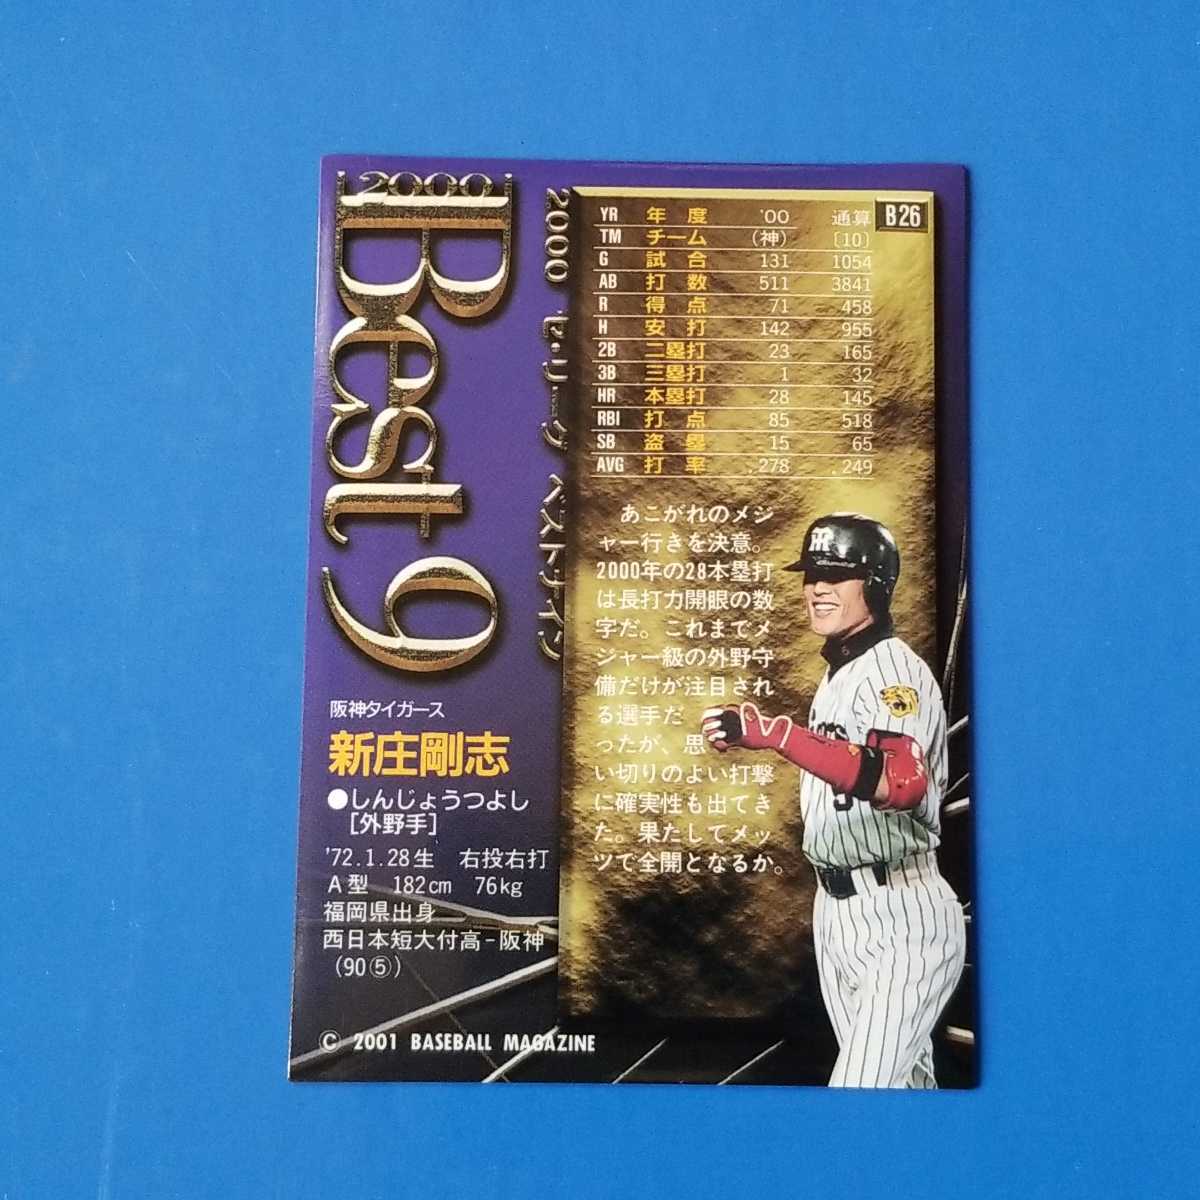 2000
Best 9
2000 セ・リーグ ベストナイン
阪神タイガース
新庄剛志
●しんじょうつよし
[外野手]
'72.1.28生 右投右打
A型 182cm 76kg
福岡県出身
西日本短大付高-阪神
(90⑤)
© 2001 BASEBALL MAGAZINE
B26
YR 年度 '00 通算
TM チーム (神) [10]
G 試合 131 1054
AB 打数 511 3841
R 得点 71 458
H 安打 142 955
2B 二塁打 23 165
3B 三塁打 1 32
HR 本塁打 28 145
RBI 打点 85 518
SB 盗塁 15 65
AVG 打率 .278 .249
あこがれのメジ
ャー行きを決意。
2000年の28本塁打
は長打力開眼の数
字だ。これまでメ
ジャー級の外野守
備だけが注目され
る選手だ
ったが、思
い切りのよい打撃
に確実性も出てき
た。果たしてメッ
ツで全開となるか。